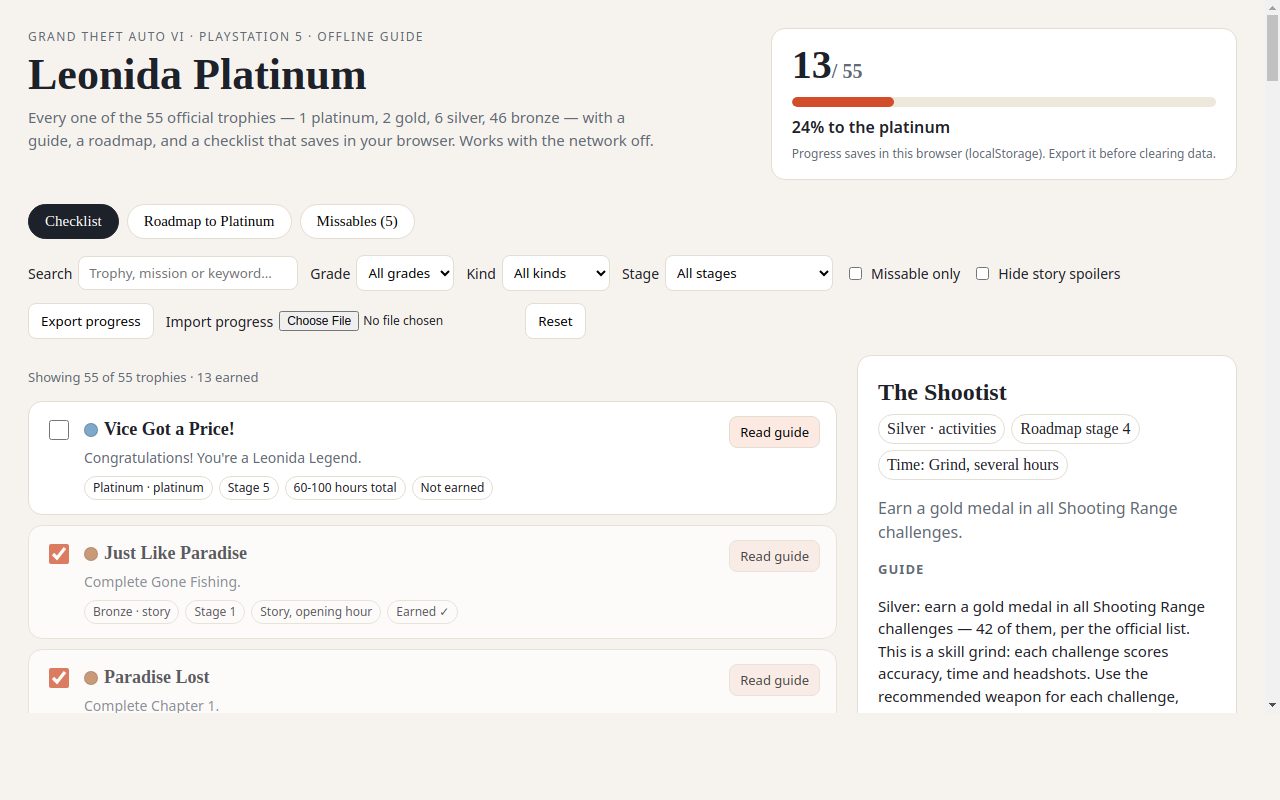 GRAND THEFT AUTO VI · PLAYSTATION 5 · OFFLINE GUIDE
Leonida Platinum
Every one of the 55 official trophies — 1 platinum, 2 gold, 6 silver, 46 bronze — with a
guide, a roadmap, and a checklist that saves in your browser. Works with the network off.
13/ 55
24% to the platinum
Progress saves in this browser (localStorage). Export it before clearing data.
Checklist
Roadmap to Platinum
Missables (5)
Search
Trophy, mission or keyword...
Grade
All grades
Kind
All kinds
Stage
All stages
Missable only
Hide story spoilers
Export progress
Import progress
Choose File
No file chosen
Reset
Showing 55 of 55 trophies · 13 earned
Vice Got a Price!
Read guide
Congratulations! You're a Leonida Legend.
Platinum · platinum
Stage 5
60-100 hours total
Not earned
Just Like Paradise
Read guide
Complete Gone Fishing.
Bronze · story
Stage 1
Story, opening hour
Earned ✓
Paradise Lost
Read guide
Complete Chapter 1.
The Shootist
Silver · activities
Roadmap stage 4
Time: Grind, several hours
Earn a gold medal in all Shooting Range
challenges.
GUIDE
Silver: earn a gold medal in all Shooting Range
challenges — 42 of them, per the official list.
This is a skill grind: each challenge scores
accuracy, time and headshots. Use the
recommended weapon for each challenge,